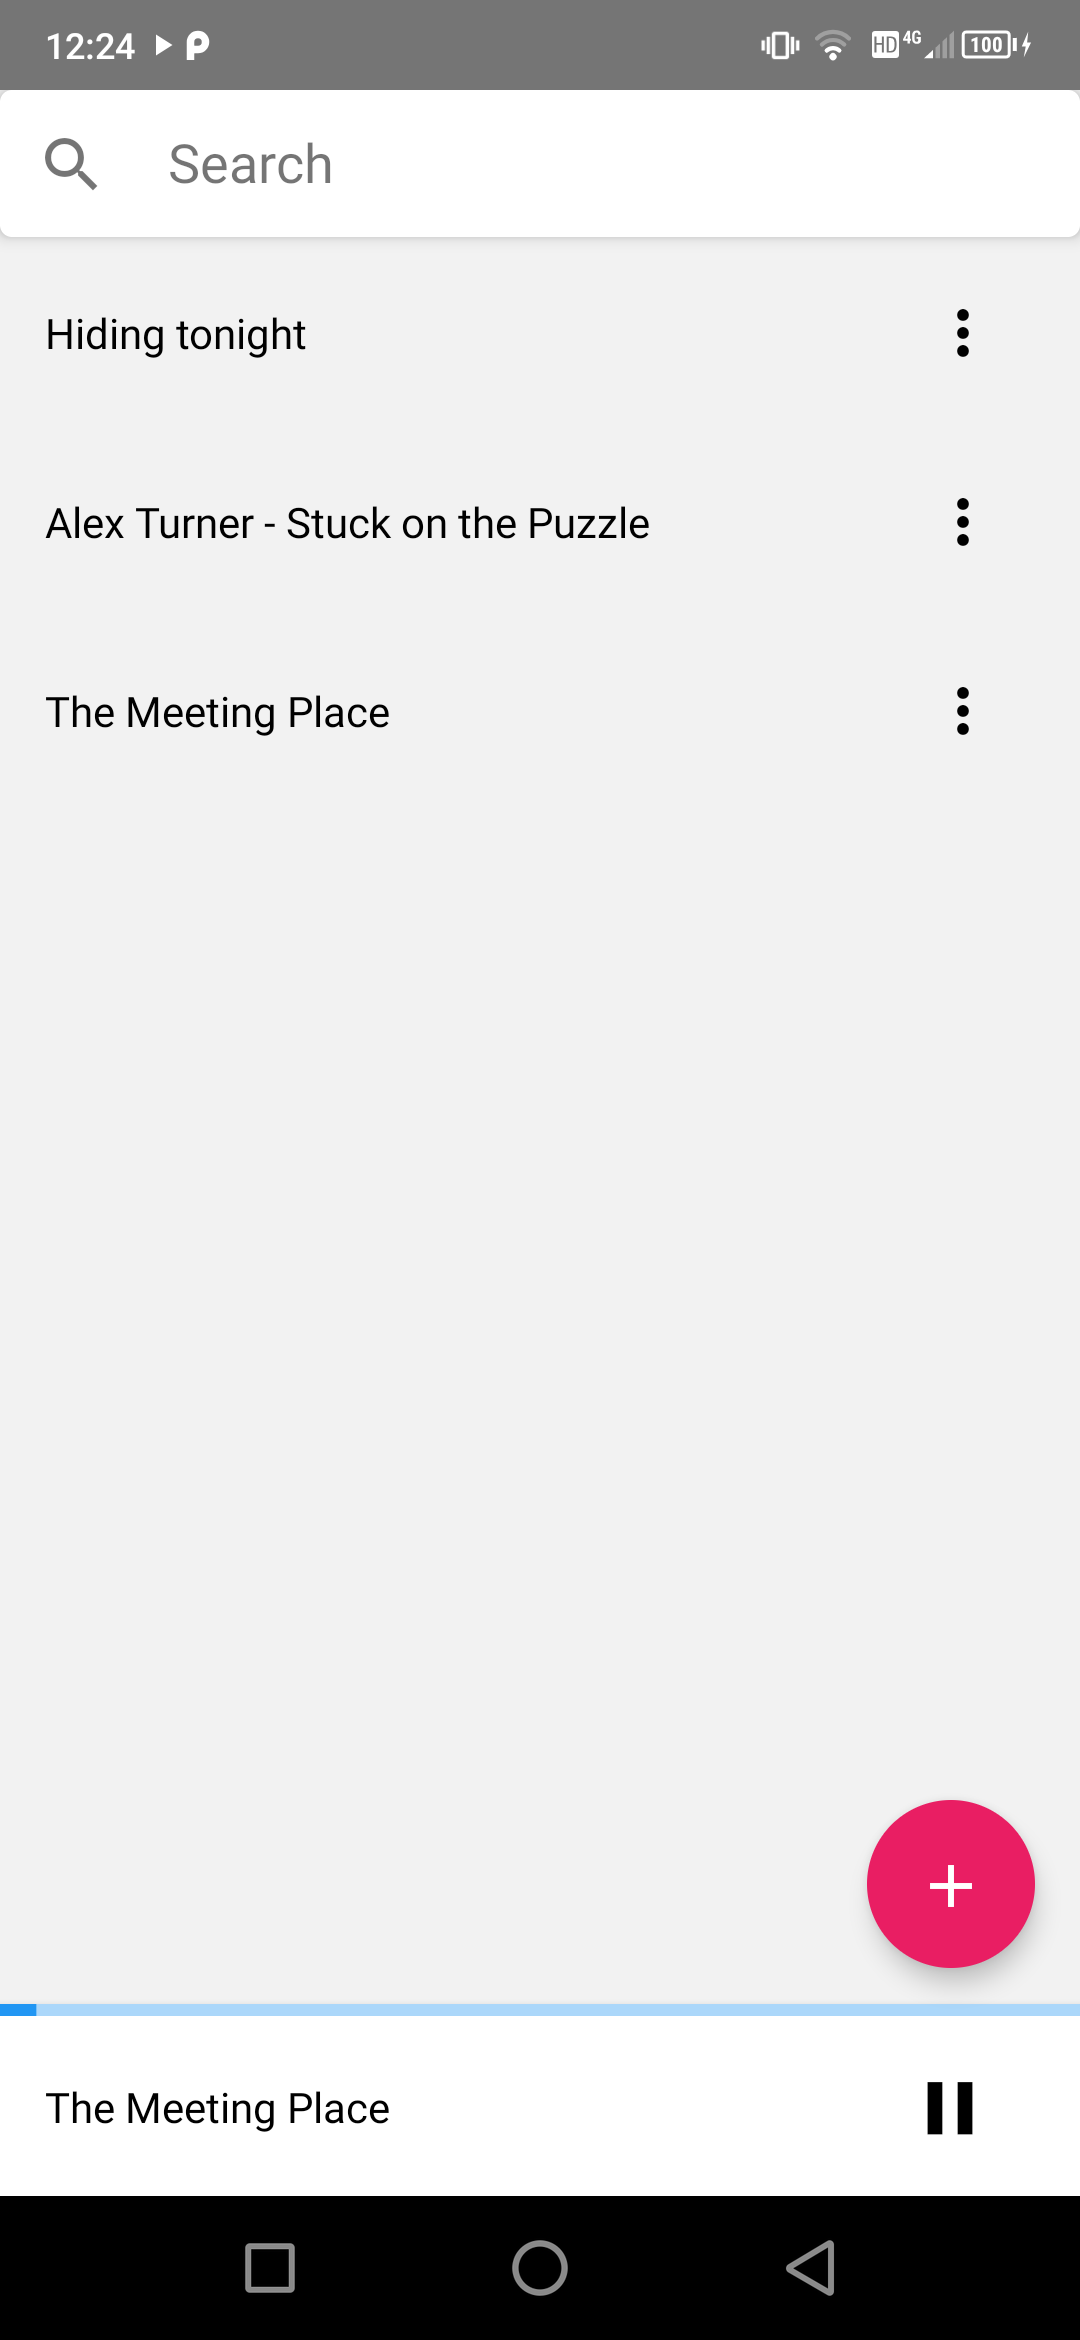 12:24
HD 4G 100
Search
Hiding tonight
Alex Turner - Stuck on the Puzzle
The Meeting Place
The Meeting Place